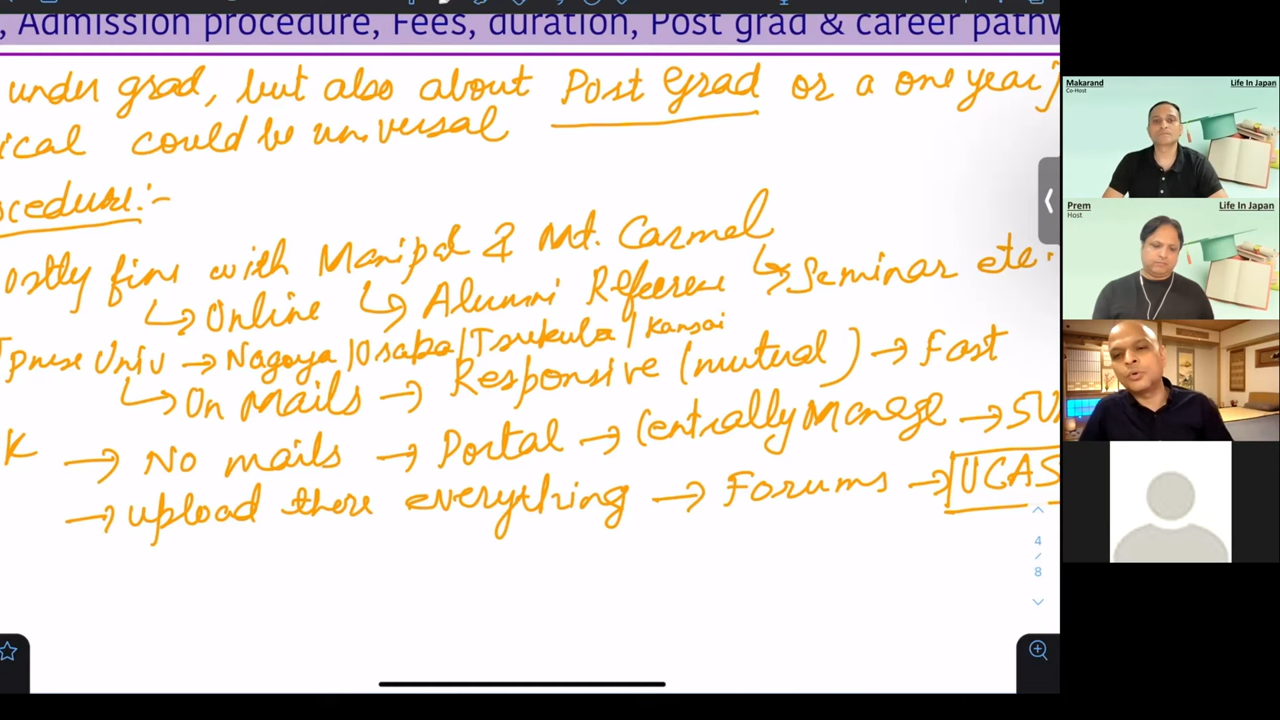 , Admission procedure, Fees, duration, Post grad & career pathw
under grad, but also about Post Grad or a one year
ical could be universal
ocedure:-
ostly fine with Manipal & Mt. Carmel
↳ Online ↳ Alumni Reference ↳ Seminar etc.
pnese Univ → Nagoya / Osaka / Tsukuba / Kansai
↳ On mails → Responsive (mutual) → Fast
K → No mails → Portal → Centrally Manage →
→ upload there everything → Forums → UCAS
4
/
8
Makarand
Co-Host
Life In Japan
Prem
Host
Life In Japan